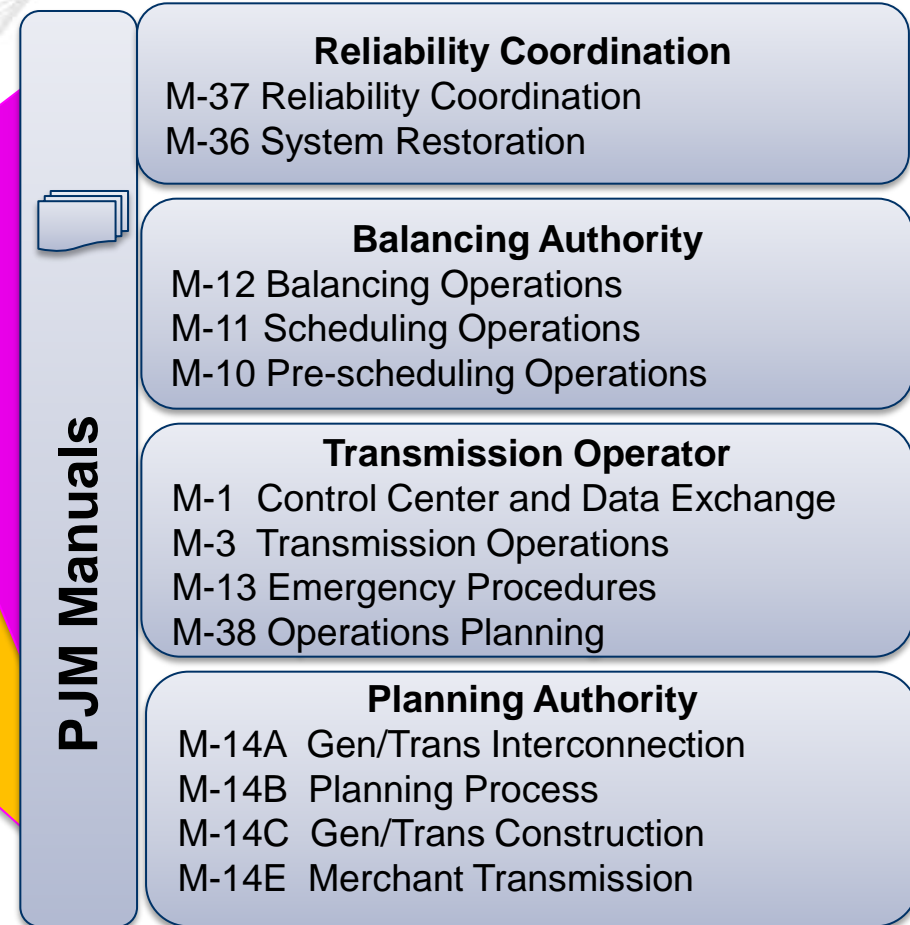 PJM Manuals
Reliability Coordination
M-37 Reliability Coordination
M-36 System Restoration
Balancing Authority
M-12 Balancing Operations
M-11 Scheduling Operations
M-10 Pre-scheduling Operations
Transmission Operator
M-1 Control Center and Data Exchange
M-3 Transmission Operations
M-13 Emergency Procedures
M-38 Operations Planning
Planning Authority
M-14A Gen/Trans Interconnection
M-14B Planning Process
M-14C Gen/Trans Construction
M-14E Merchant Transmission